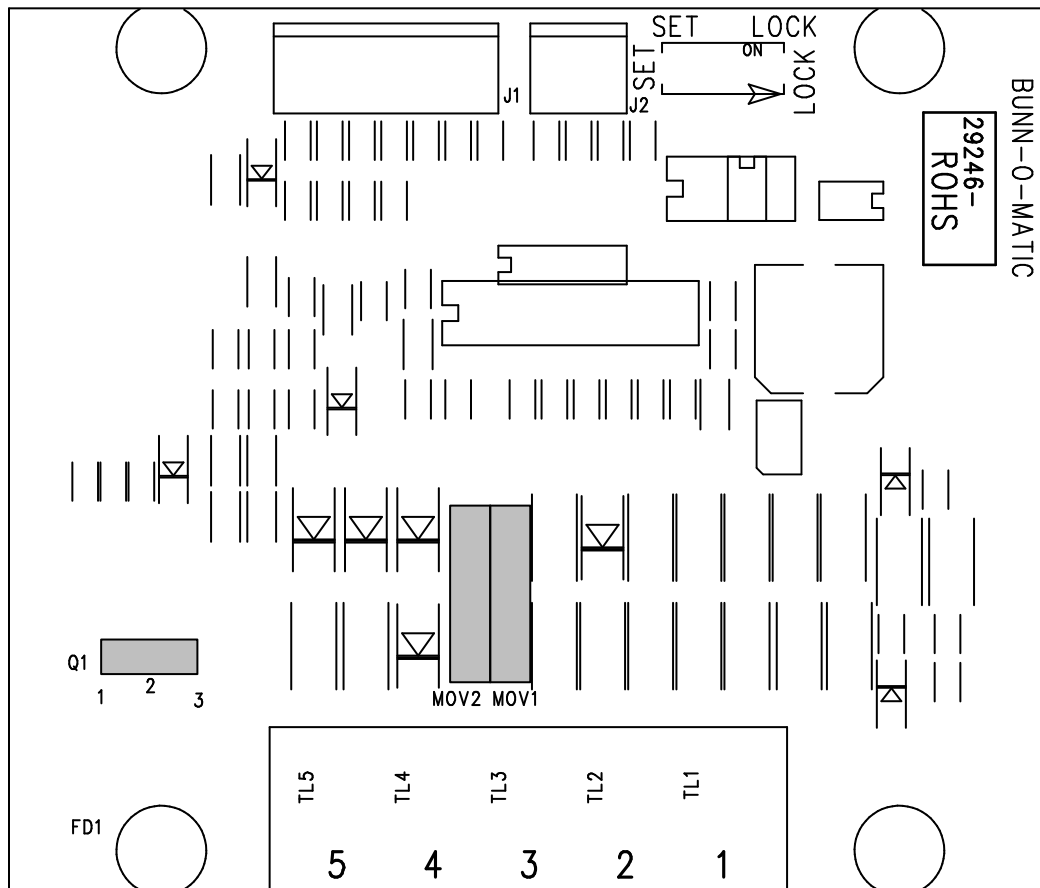 SET LOCK
ON
SET
LOCK
J1
J2
BUNN-O-MATIC
29246-
ROHS
Q1
1 2 3
MOV2 MOV1
TL5 TL4 TL3 TL2 TL1
FD1
5 4 3 2 1